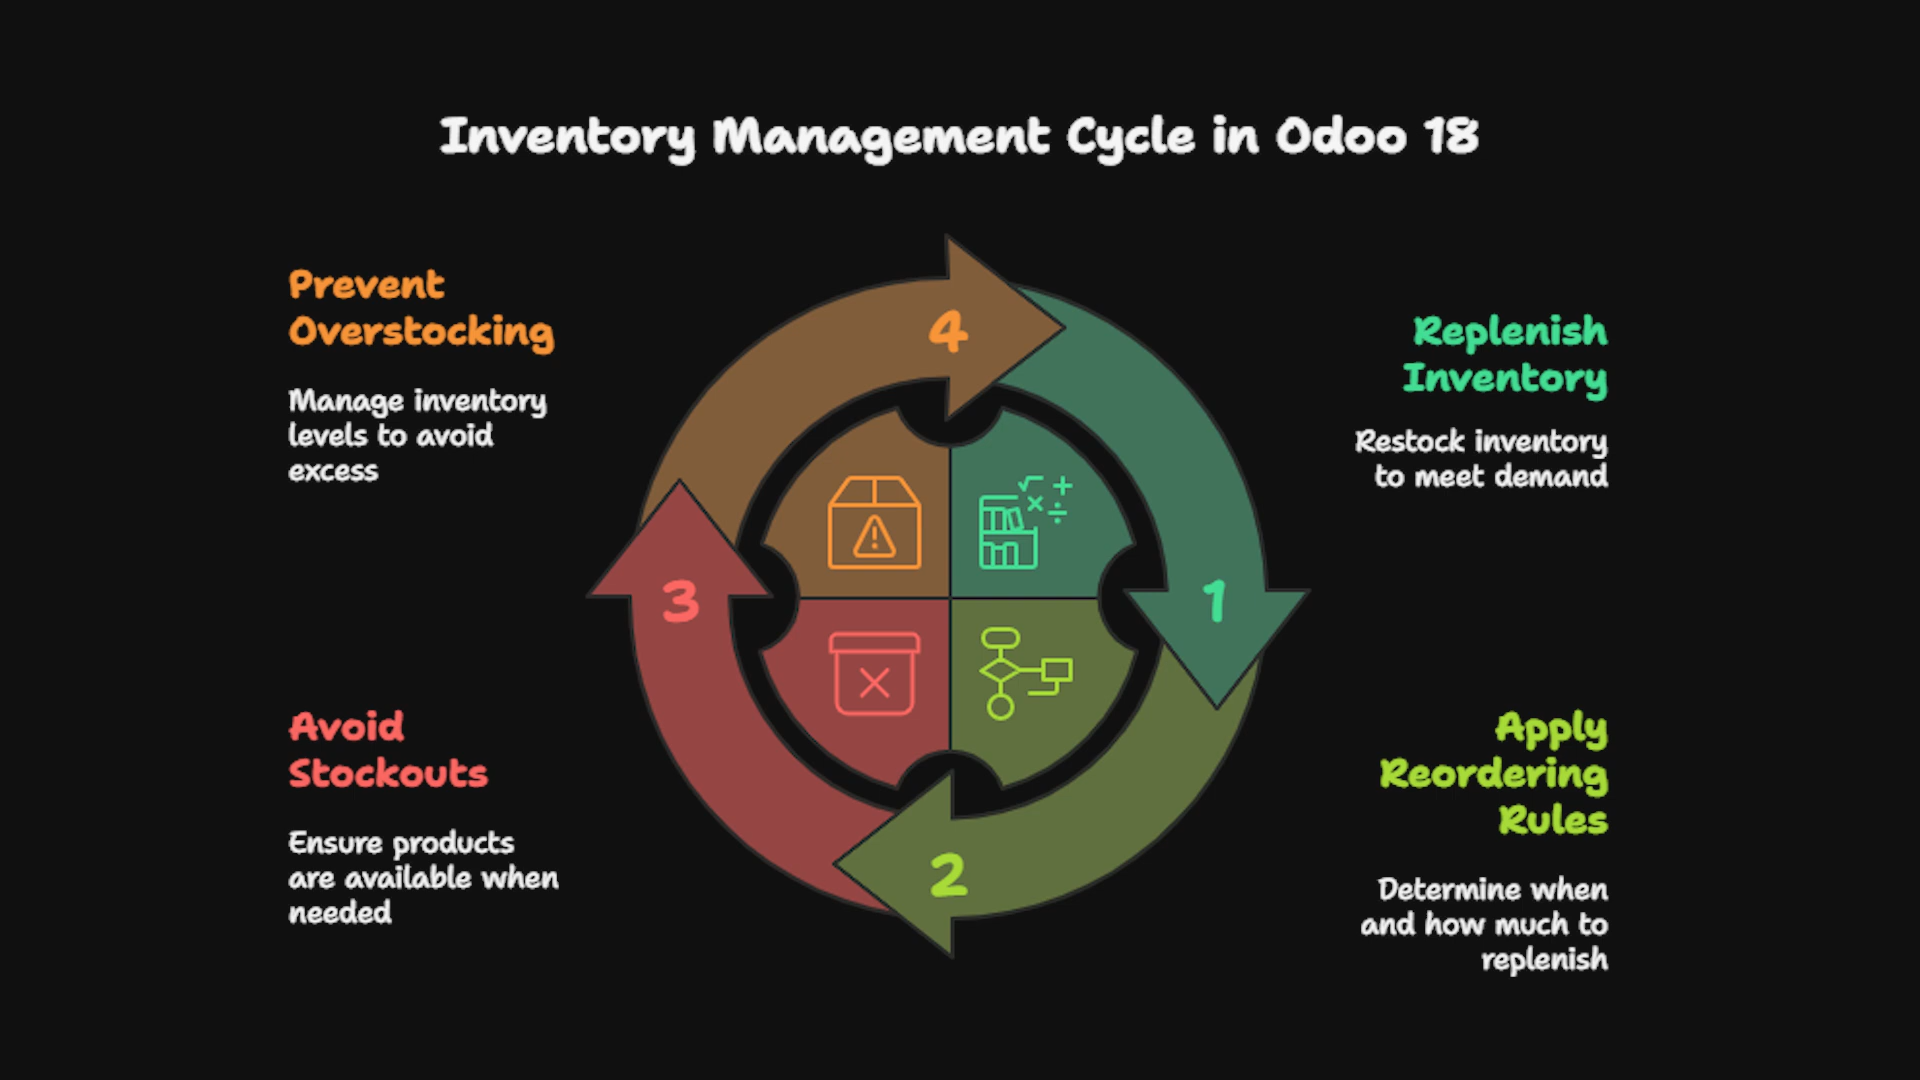 Inventory Management Cycle in Odoo 18
Prevent
Overstocking
Manage inventory
levels to avoid
excess
4
Replenish
Inventory
Restock inventory
to meet demand
3
1
Avoid
Stockouts
Ensure products
are available when
needed
2
Apply
Reordering
Rules
Determine when
and how much to
replenish